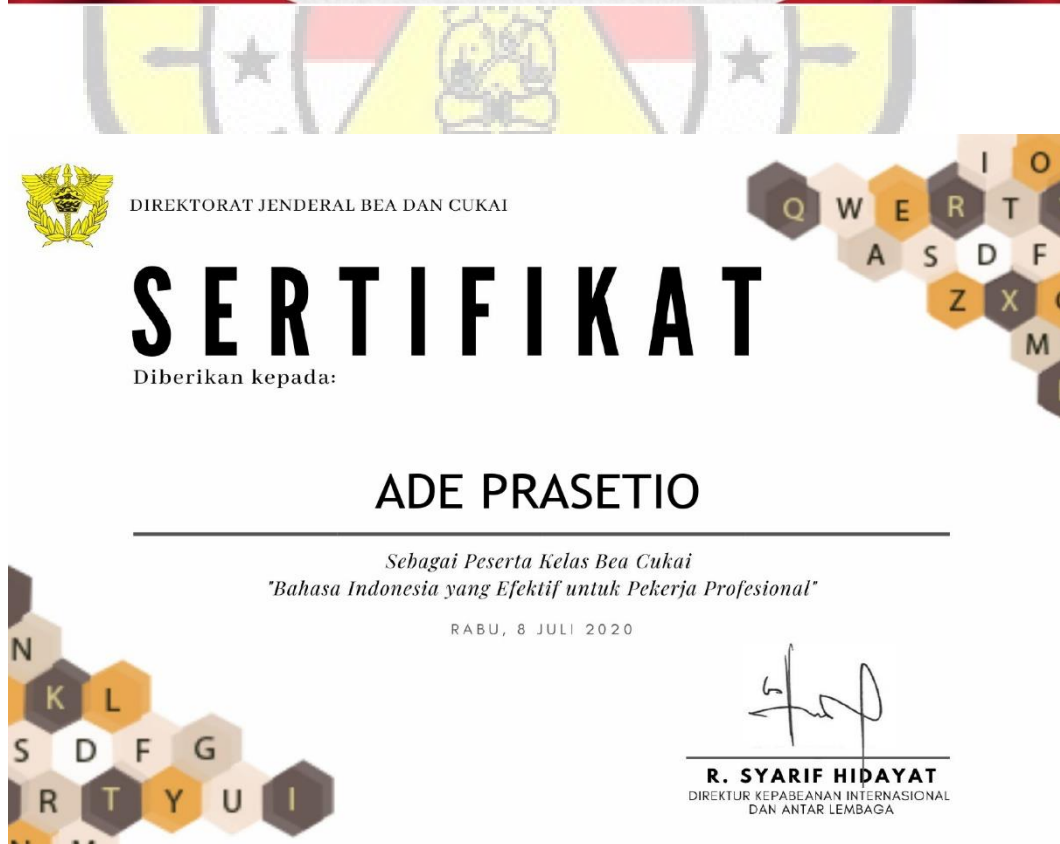 DIREKTORAT JENDERAL BEA DAN CUKAI
I O
Q W E R T
A S D F
Z X
M
SERTIFIKAT
Diberikan kepada:
ADE PRASETIO
Sebagai Peserta Kelas Bea Cukai
"Bahasa Indonesia yang Efektif untuk Pekerja Profesional"
RABU, 8 JULI 2020
N
K L
S D F G
R T Y U I
R. SYARIF HIDAYAT
DIREKTUR KEPABEANAN INTERNASIONAL
DAN ANTAR LEMBAGA